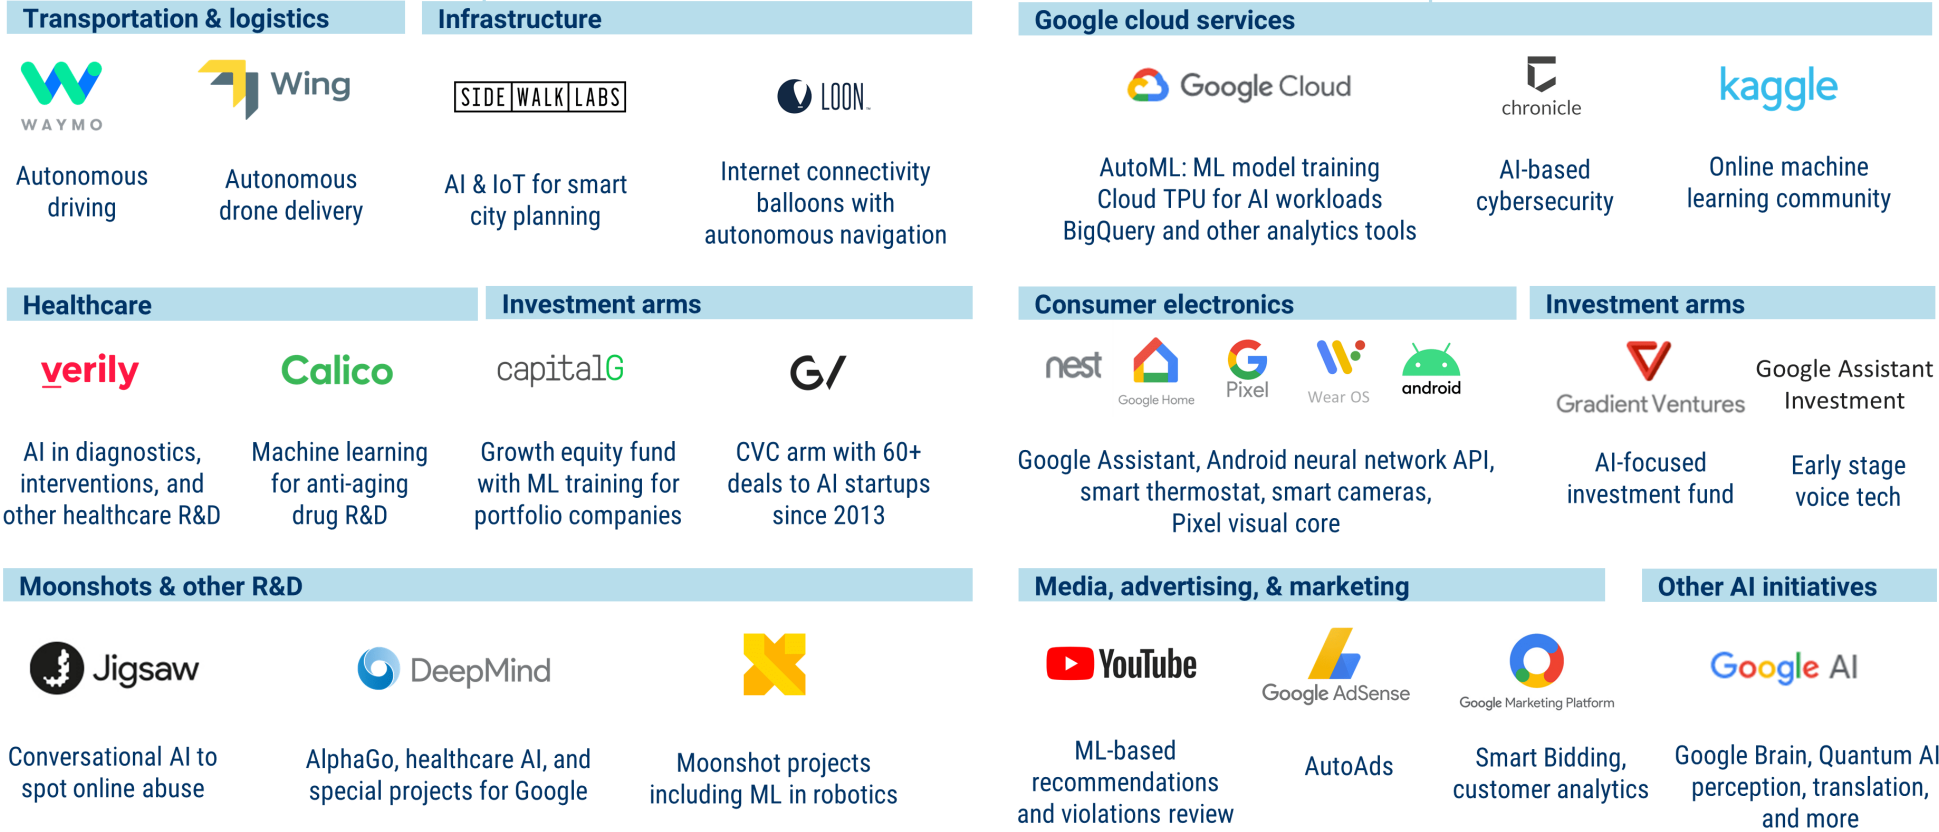 Transportation & logistics
WAYMO
Autonomous
driving
Wing
Autonomous
drone delivery
Infrastructure
SIDE WALK LABS
AI & IoT for smart
city planning
LOON
Internet connectivity
balloons with
autonomous navigation
Google cloud services
Google Cloud
AutoML: ML model training
Cloud TPU for AI workloads
BigQuery and other analytics tools
chronicle
AI-based
cybersecurity
kaggle
Online machine
learning community
Healthcare
verily
AI in diagnostics,
interventions, and
other healthcare R&D
Calico
Machine learning
for anti-aging
drug R&D
Investment arms
capitalG
Growth equity fund
with ML training for
portfolio companies
G/
CVC arm with 60+
deals to AI startups
since 2013
Consumer electronics
nest
Google Home
G
Pixel
Wear OS
android
Google Assistant, Android neural network API,
smart thermostat, smart cameras,
Pixel visual core
Investment arms
Gradient Ventures
AI-focused
investment fund
Google Assistant
Investment
Early stage
voice tech
Moonshots & other R&D
Jigsaw
Conversational AI to
spot online abuse
DeepMind
AlphaGo, healthcare AI, and
special projects for Google
X
Moonshot projects
including ML in robotics
Media, advertising, & marketing
YouTube
ML-based
recommendations
and violations review
Google AdSense
AutoAds
Google Marketing Platform
Smart Bidding,
customer analytics
Other AI initiatives
Google AI
Google Brain, Quantum AI
perception, translation,
and more